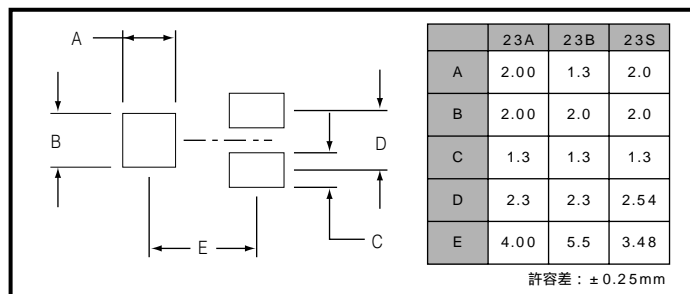 A
B
C
D
E
23A 23B 23S
A 2.00 1.3 2.0
B 2.00 2.0 2.0
C 1.3 1.3 1.3
D 2.3 2.3 2.54
E 4.00 5.5 3.48
許容差：±0.25mm